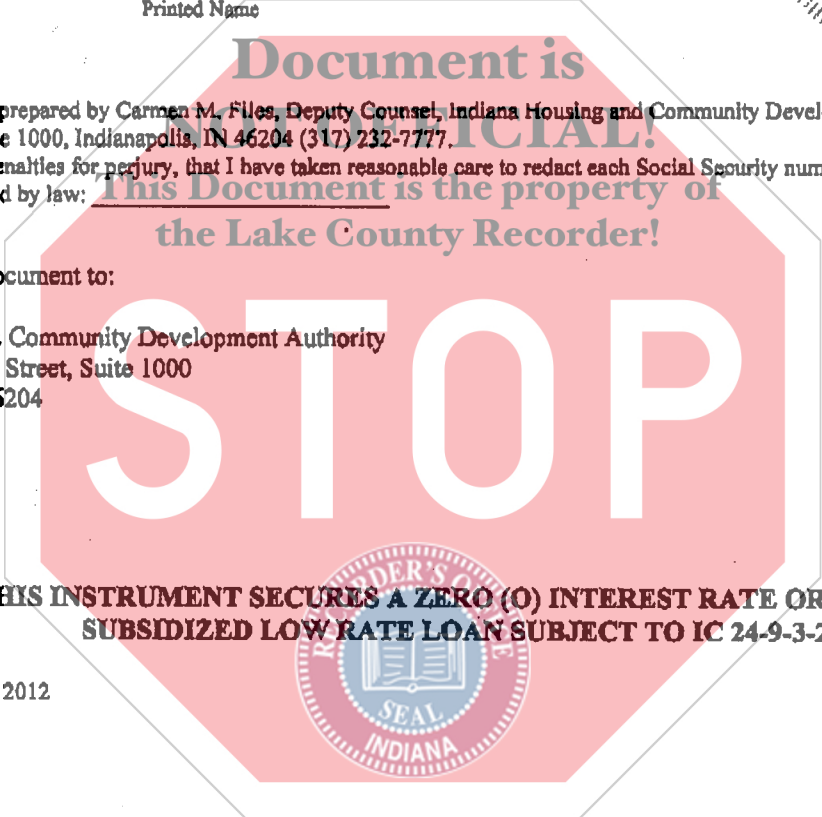 Printed Name
Document is
prepared by Carmen M. Files, Deputy Counsel, Indiana Housing and Community Devel
e 1000, Indianapolis, IN 46204 (317) 232-7777.
NOT OFFICIAL!
enalties for perjury, that I have taken reasonable care to redact each Social Security num
This Document is the property of
d by law:
the Lake County Recorder!
ocument to:
Community Development Authority
Street, Suite 1000
5204
STOP
HIS INSTRUMENT SECURES A ZERO (O) INTEREST RATE OR
SUBSIDIZED LOW RATE LOAN SUBJECT TO IC 24-9-3-2
RECORDER'S OFFICE
SEAL
INDIANA
2012